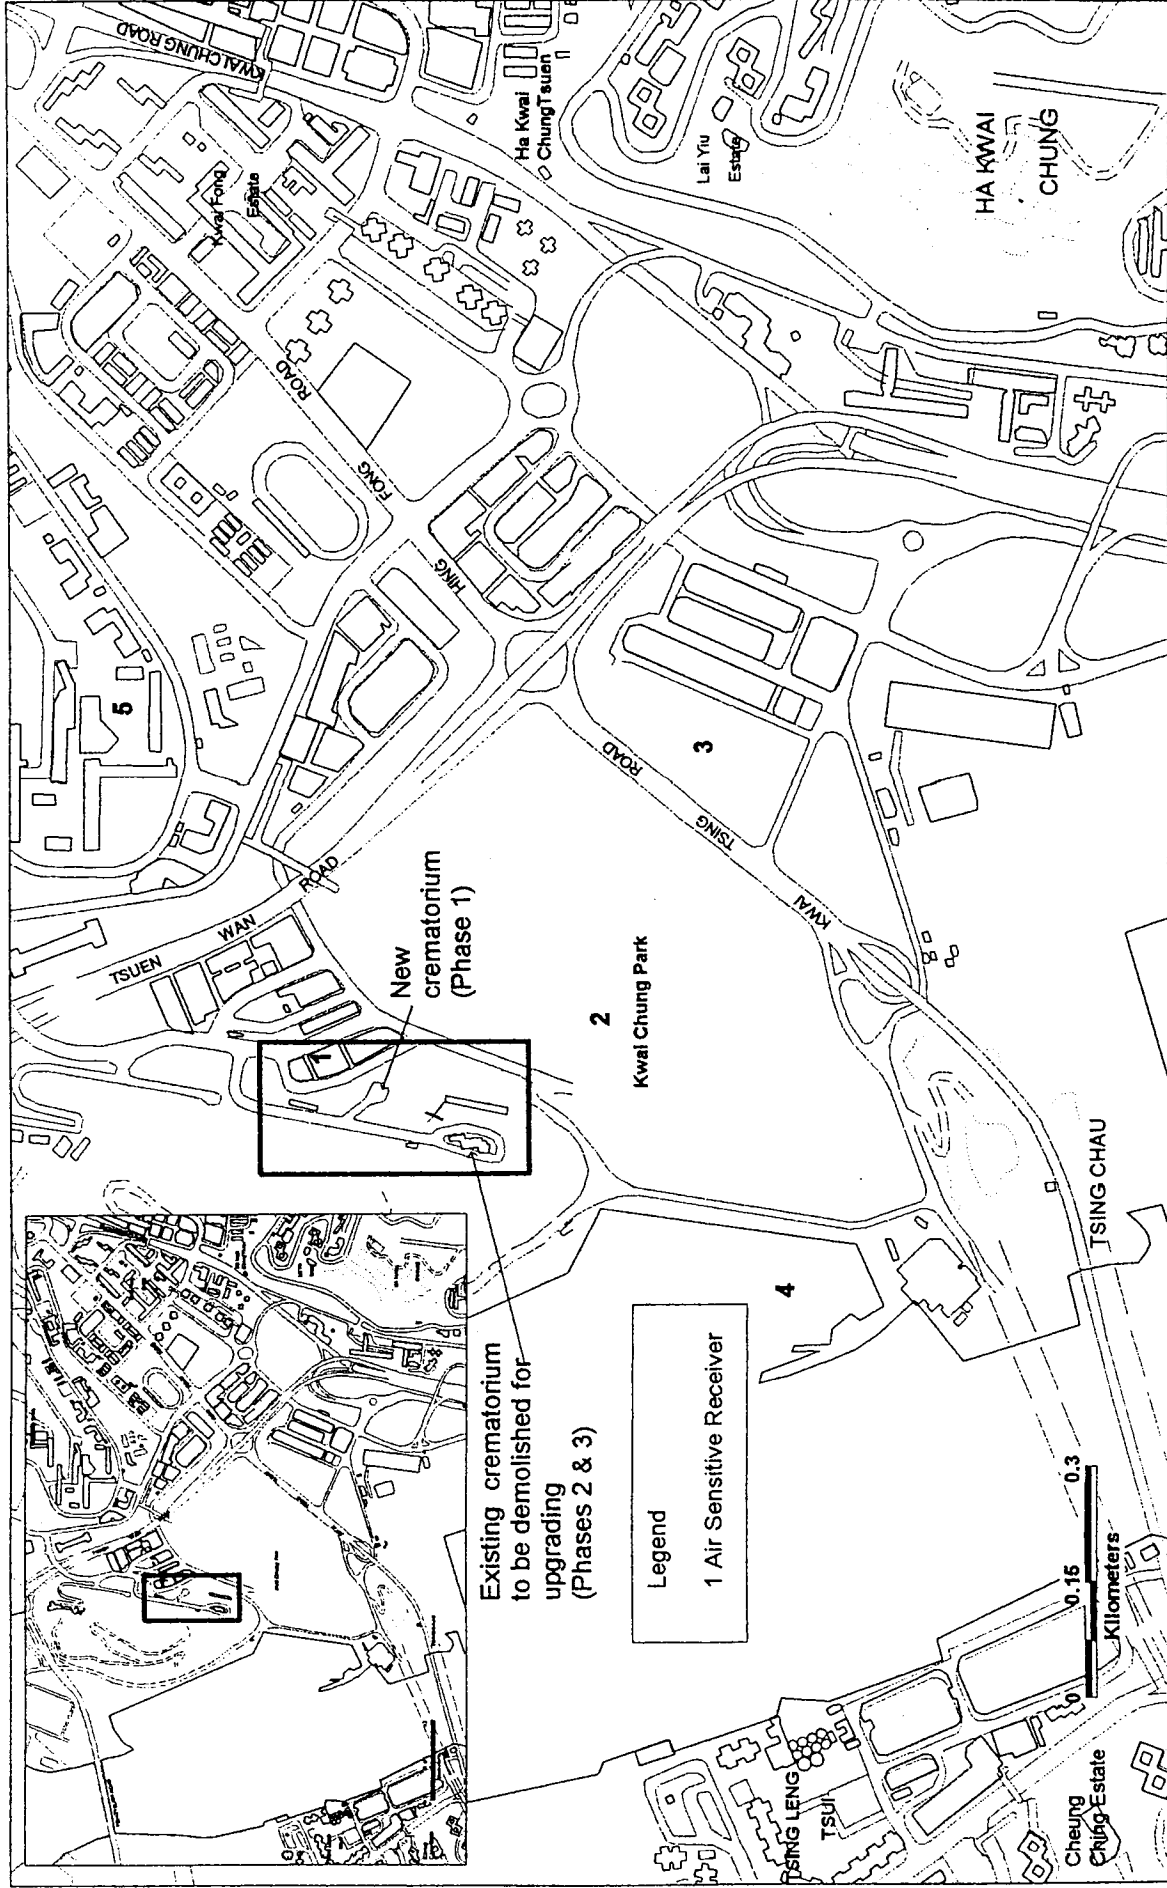 KWAI CHUNG ROAD
Kwai Fong
Estate
Ha Kwai
Chung Tsuen
Lai Yiu
Estate
HA KWAI
CHUNG
ROAD
FONG
HING
5
TSUEN
WAN
ROAD
New
crematorium
(Phase 1)
1
2
Kwai Chung Park
3
ROAD
TSING
KWAI
Existing crematorium
to be demolished for
upgrading
(Phases 2 & 3)
4
TSING CHAU
Legend
1 Air Sensitive Receiver
TSING LENG
TSUI
Cheung
Ching Estate
0
0.15
0.3
Kilometers